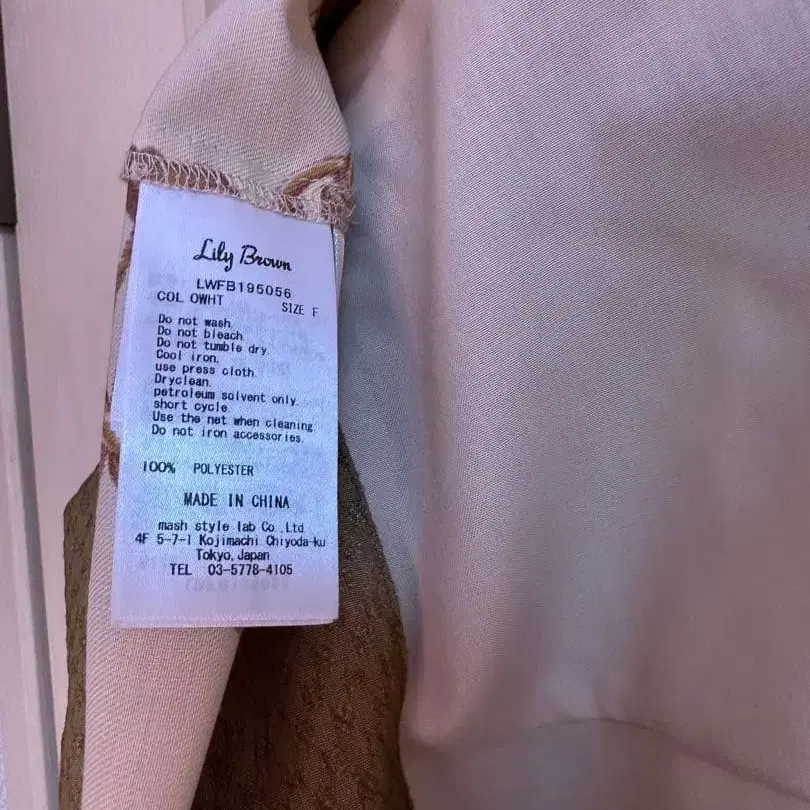 Lily Brown
LWFB195056
COL OWHT SIZE F
Do not wash.
Do not bleach.
Do not tumble dry.
Cool iron.
use press cloth.
Dryclean.
petroleum solvent only.
short cycle.
Use the net when cleaning.
Do not iron accessories.
100% POLYESTER
MADE IN CHINA
mash style lab Co.,Ltd.
4F 5-7-1 Kojimachi Chiyoda-ku
Tokyo, Japan
TEL 03-5778-4105